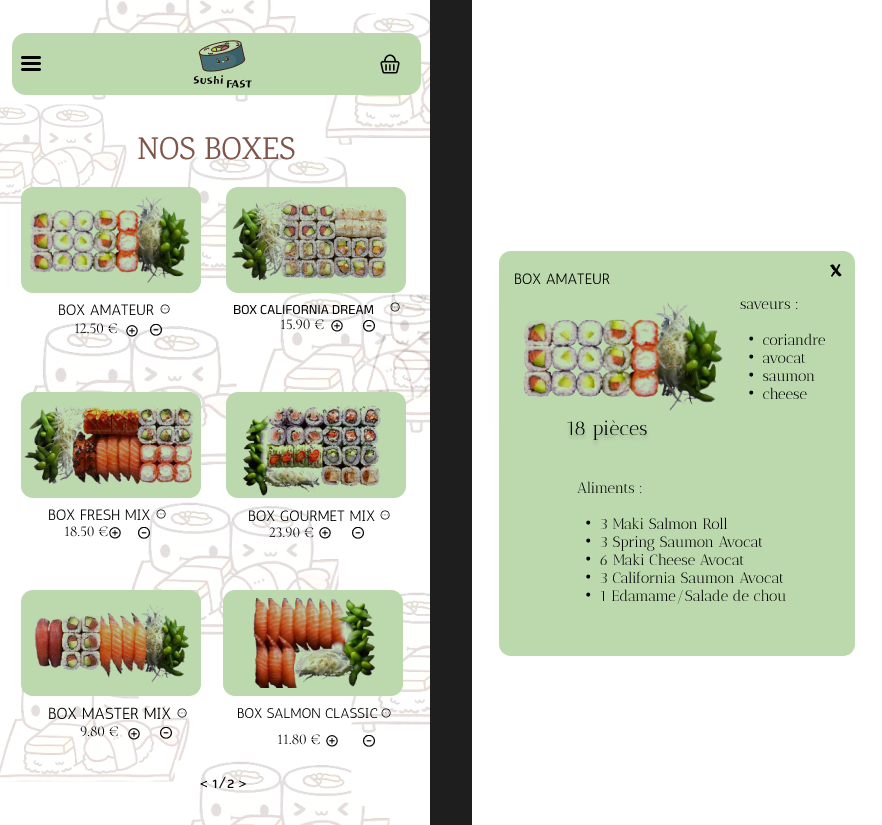 Sushi FAST
NOS BOXES
BOX AMATEUR
12.50 €
BOX CALIFORNIA DREAM
15.90 €
BOX FRESH MIX
18.50 €
BOX GOURMET MIX
23.90 €
BOX MASTER MIX
9.80 €
BOX SALMON CLASSIC
11.80 €
< 1/2 >
BOX AMATEUR
X
saveurs :
• coriandre
• avocat
• saumon
• cheese
18 pièces
Aliments :
• 3 Maki Salmon Roll
• 3 Spring Saumon Avocat
• 6 Maki Cheese Avocat
• 3 California Saumon Avocat
• 1 Edamame/Salade de chou